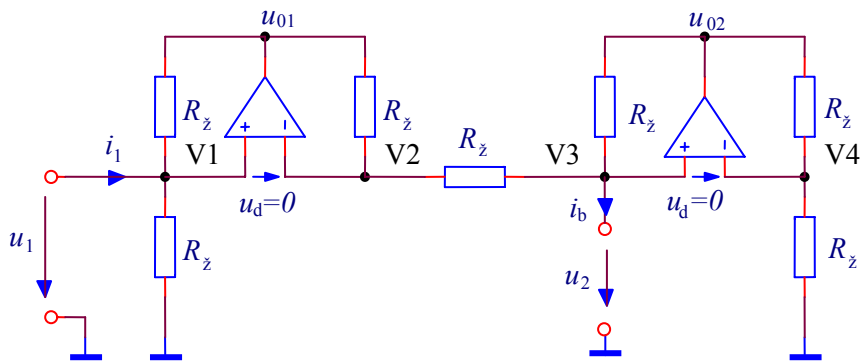 u01
u02
Rž
Rž
Rž
Rž
Rž
+
−
+
−
i1
V1
V2
V3
V4
ud=0
ib
ud=0
u1
Rž
u2
Rž